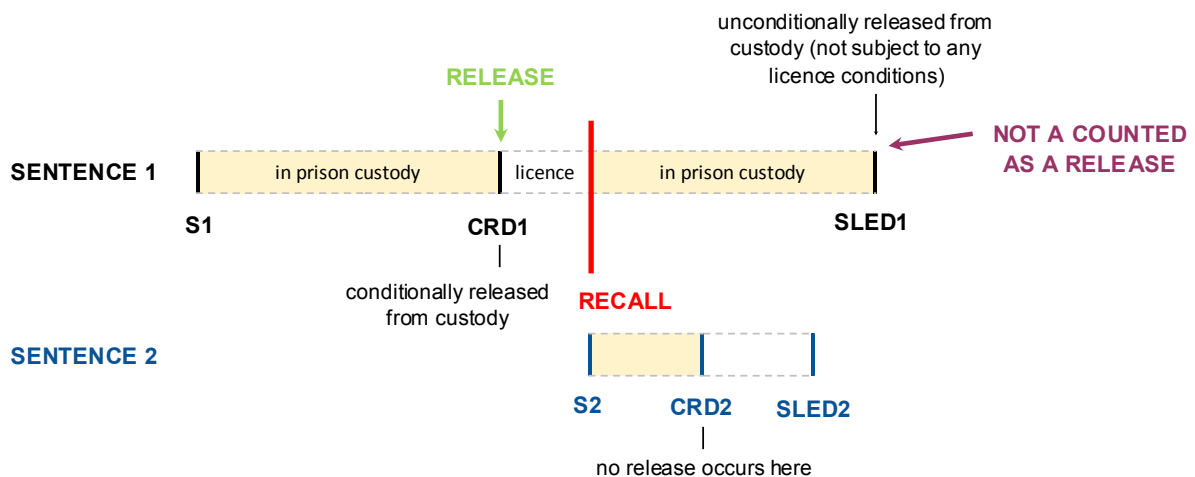 unconditionally released from
custody (not subject to any
licence conditions)
RELEASE
NOT A COUNTED
AS A RELEASE
SENTENCE 1
in prison custody
licence
in prison custody
S1
CRD1
SLED1
conditionally released
from custody
RECALL
SENTENCE 2
S2
CRD2
SLED2
no release occurs here